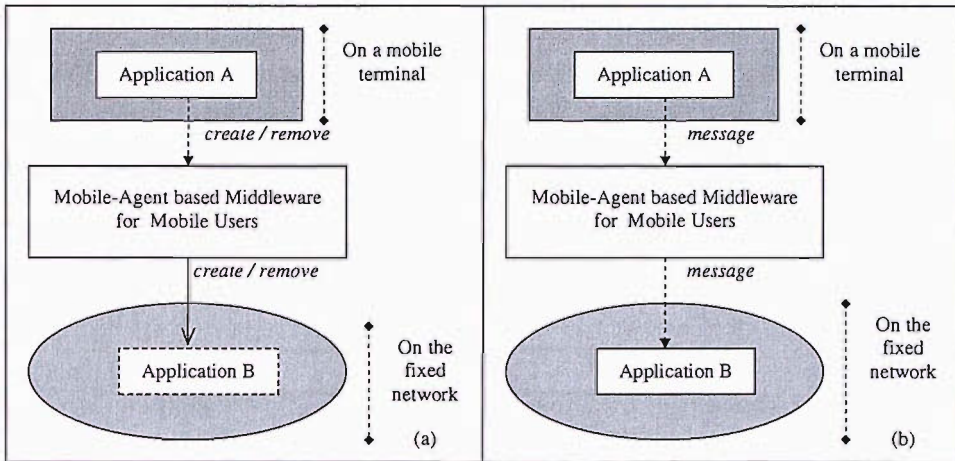 Application A
On a mobile
terminal
create / remove
Mobile-Agent based Middleware
for Mobile Users
create / remove
Application B
On the
fixed
network
(a)
Application A
On a mobile
terminal
message
Mobile-Agent based Middleware
for Mobile Users
message
Application B
On the
fixed
network
(b)